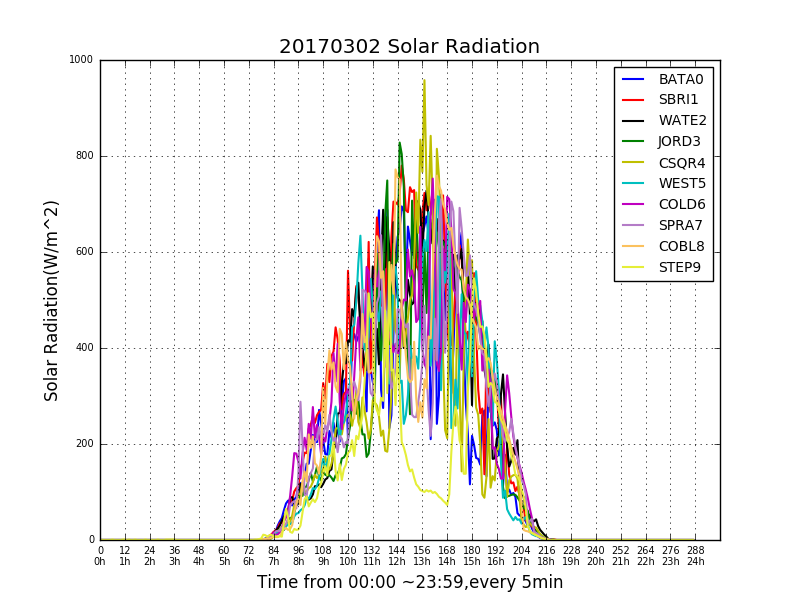 20170302 Solar Radiation
1000
800
600
400
200
0
Solar Radiation(W/m^2)
BATA0
SBRI1
WATE2
JORD3
CSQR4
WEST5
COLD6
SPRA7
COBL8
STEP9
0 12 24 36 48 60 72 84 96 108 120 132 144 156 168 180 192 204 216 228 240 252 264 276 288
0h 1h 2h 3h 4h 5h 6h 7h 8h 9h 10h 11h 12h 13h 14h 15h 16h 17h 18h 19h 20h 21h 22h 23h 24h
Time from 00:00 ~23:59,every 5min